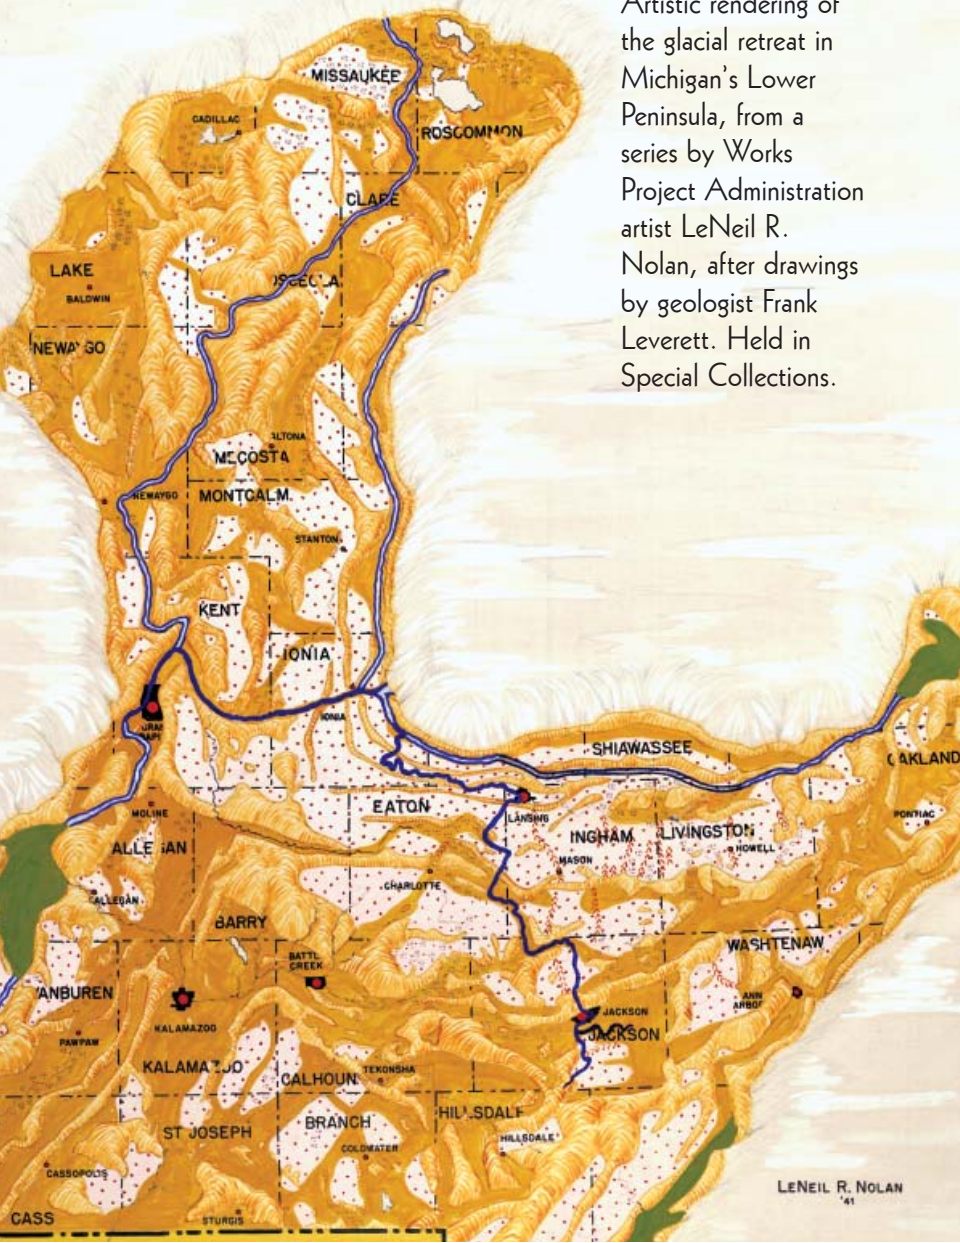 Artistic rendering of
the glacial retreat in
Michigan's Lower
Peninsula, from a
series by Works
Project Administration
artist LeNeil R.
Nolan, after drawings
by geologist Frank
Leverett. Held in
Special Collections.
MISSAUKEE
CADILLAC
ROSCOMMON
CLARE
LAKE
OSCEOLA
BALDWIN
NEWAYGO
ALTONA
MECOSTA
NEWAYGO
MONTCALM
STANTON
KENT
IONIA
IONIA
SHIAWASSEE
OAKLAND
MOLINE
EATON
LANSING
PONTIAC
INGHAM
LIVINGSTON
ALLEGAN
HOWELL
MASON
CHARLOTTE
ALLEGAN
BARRY
WASHTENAW
BATTL
CREEK
ANBUREN
ANN
ARBOR
KALAMAZOO
JACKSON
JACKSON
PAWPAW
KALAMAZOO
CALHOUN
TEKONSHA
HILLSDALE
BRANCH
ST JOSEPH
HILLSDALE
COLDWATER
CASSOPOLIS
LENEIL R. NOLAN
'41
CASS
STURGIS